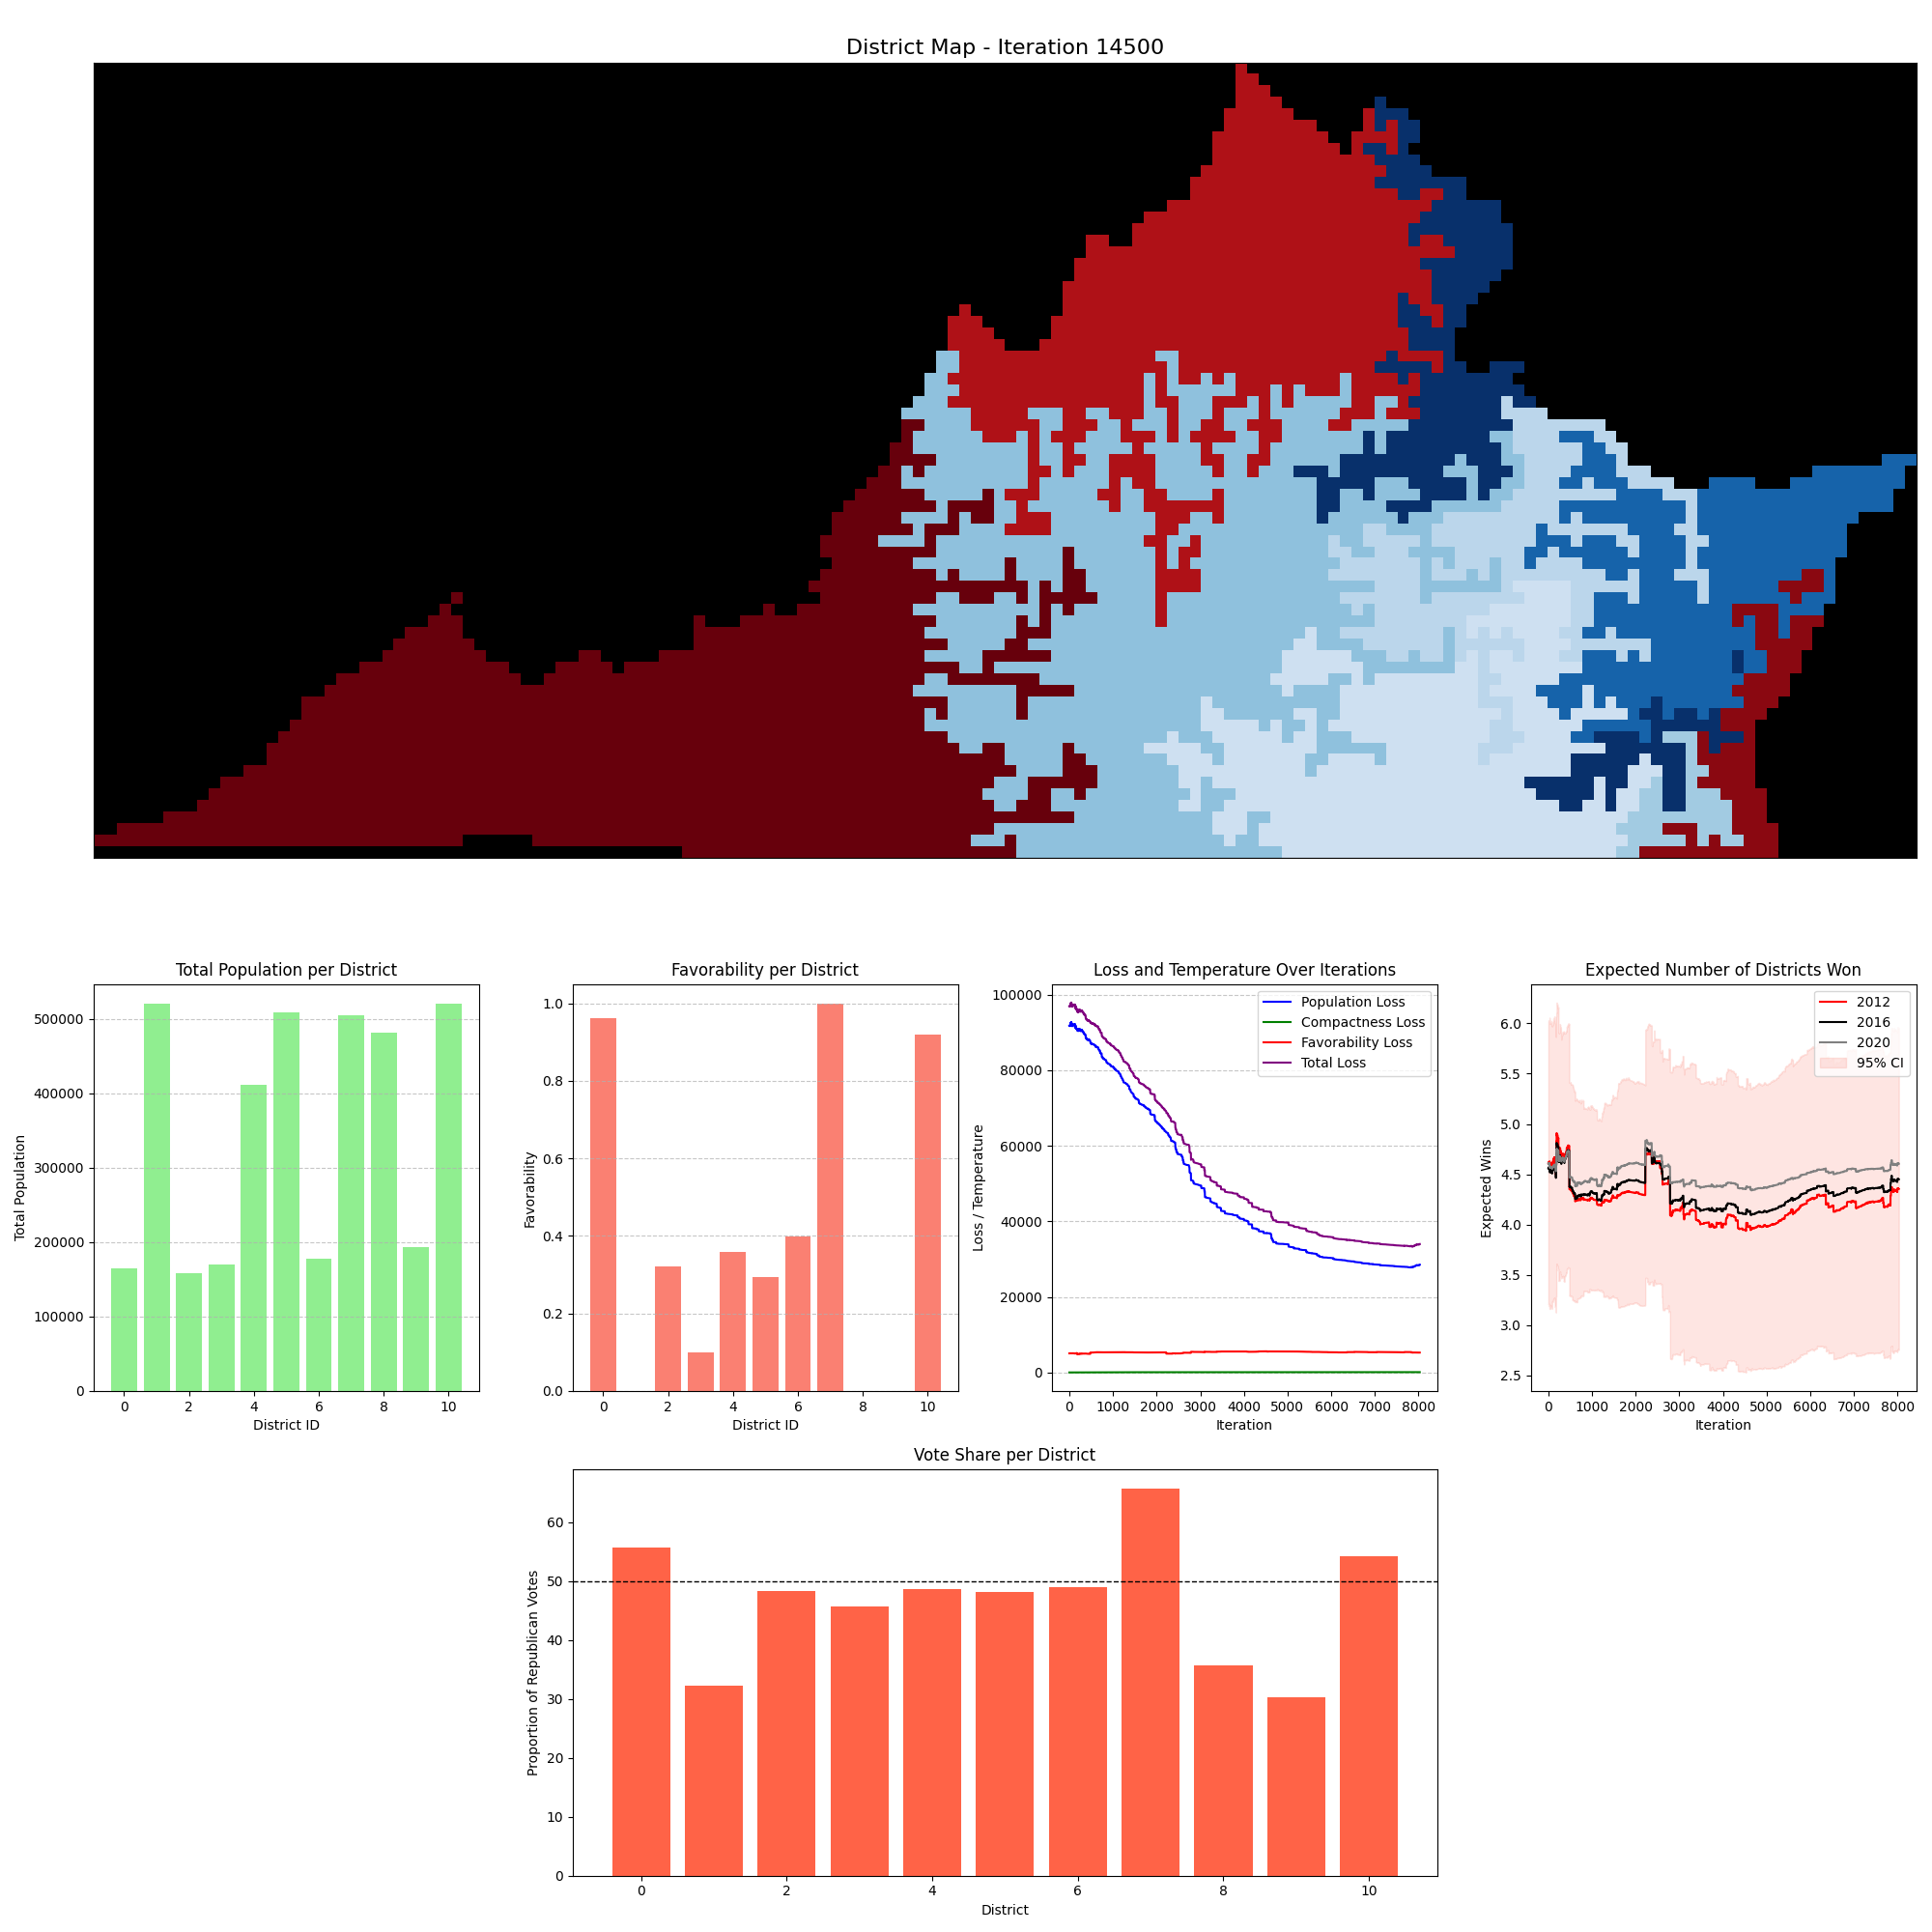 District Map - Iteration 14500
Total Population per District
Total Population
500000
400000
300000
200000
100000
0
0 2 4 6 8 10
District ID
Favorability per District
Favorability
1.0
0.8
0.6
0.4
0.2
0.0
0 2 4 6 8 10
District ID
Loss and Temperature Over Iterations
Loss / Temperature
100000
80000
60000
40000
20000
0
Population Loss
Compactness Loss
Favorability Loss
Total Loss
0 1000 2000 3000 4000 5000 6000 7000 8000
Iteration
Expected Number of Districts Won
Expected Wins
6.0
5.5
5.0
4.5
4.0
3.5
3.0
2.5
2012
2016
2020
95% CI
0 1000 2000 3000 4000 5000 6000 7000 8000
Iteration
Vote Share per District
Proportion of Republican Votes
60
50
40
30
20
10
0
0 2 4 6 8 10
District